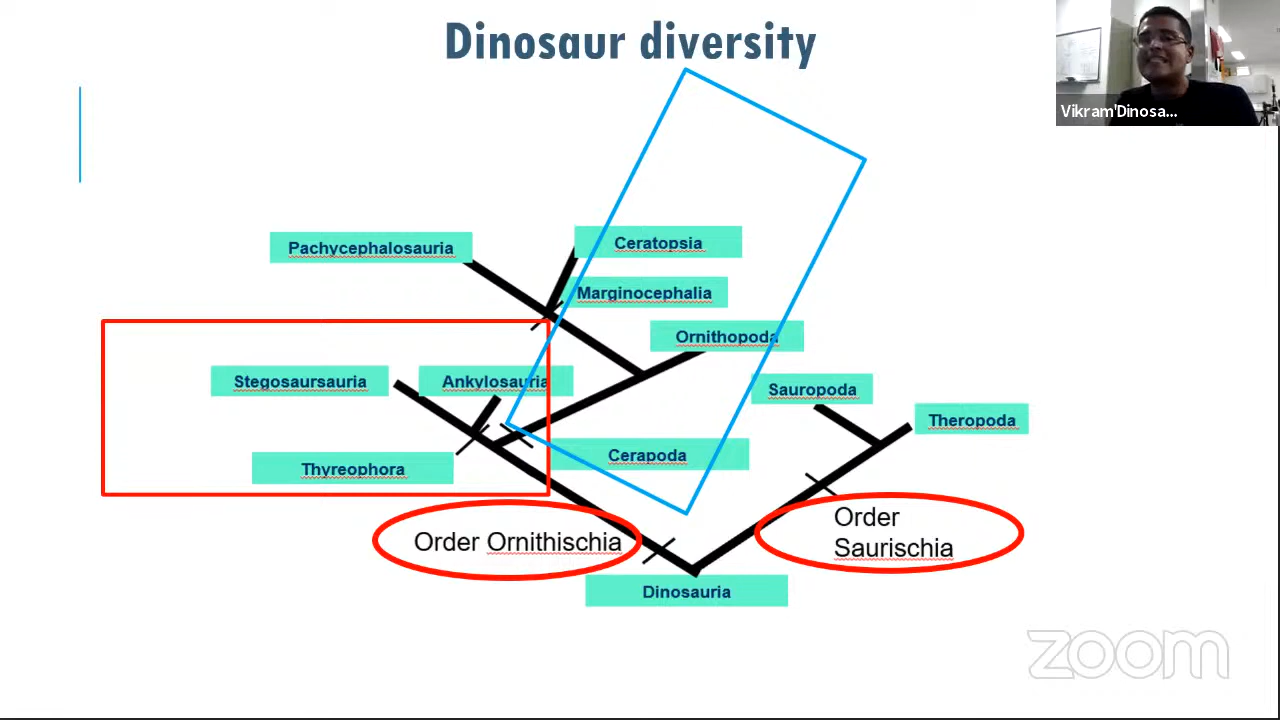 Dinosaur diversity
Vikram'Dinosa...
Pachycephalosauria
Ceratopsia
Marginocephalia
Ornithopoda
Stegosaursauria
Ankylosauria
Sauropoda
Theropoda
Thyreophora
Cerapoda
Order Ornithischia
Order
Saurischia
Dinosauria
zoom